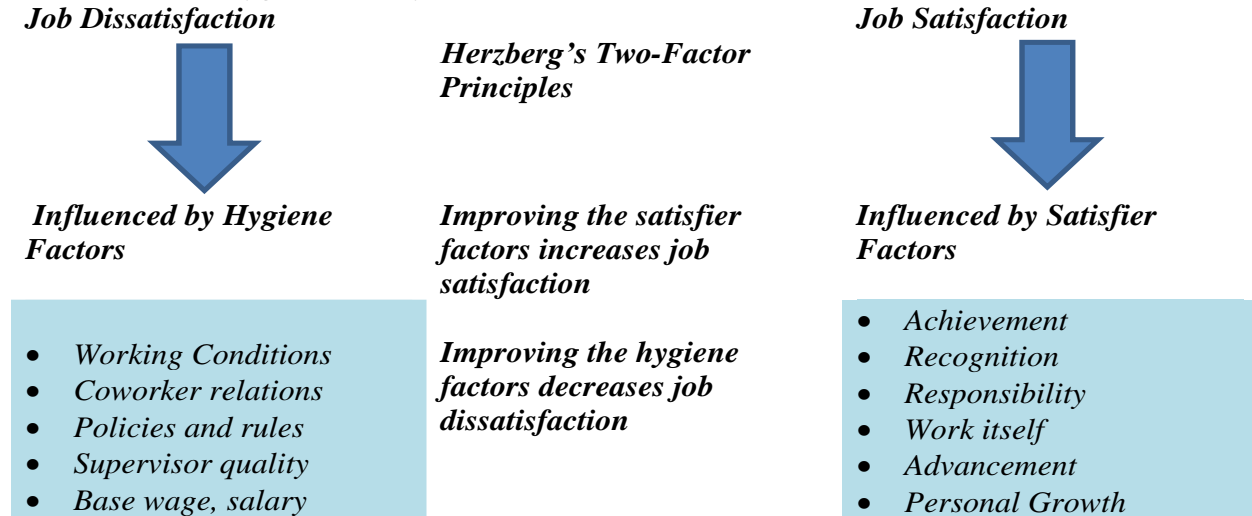 Job Dissatisfaction
Herzberg's Two-Factor
Principles
Job Satisfaction
Influenced by Hygiene
Factors
Improving the satisfier
factors increases job
satisfaction
Influenced by Satisfier
Factors
• Working Conditions
• Coworker relations
• Policies and rules
• Supervisor quality
• Base wage, salary
Improving the hygiene
factors decreases job
dissatisfaction
• Achievement
• Recognition
• Responsibility
• Work itself
• Advancement
• Personal Growth